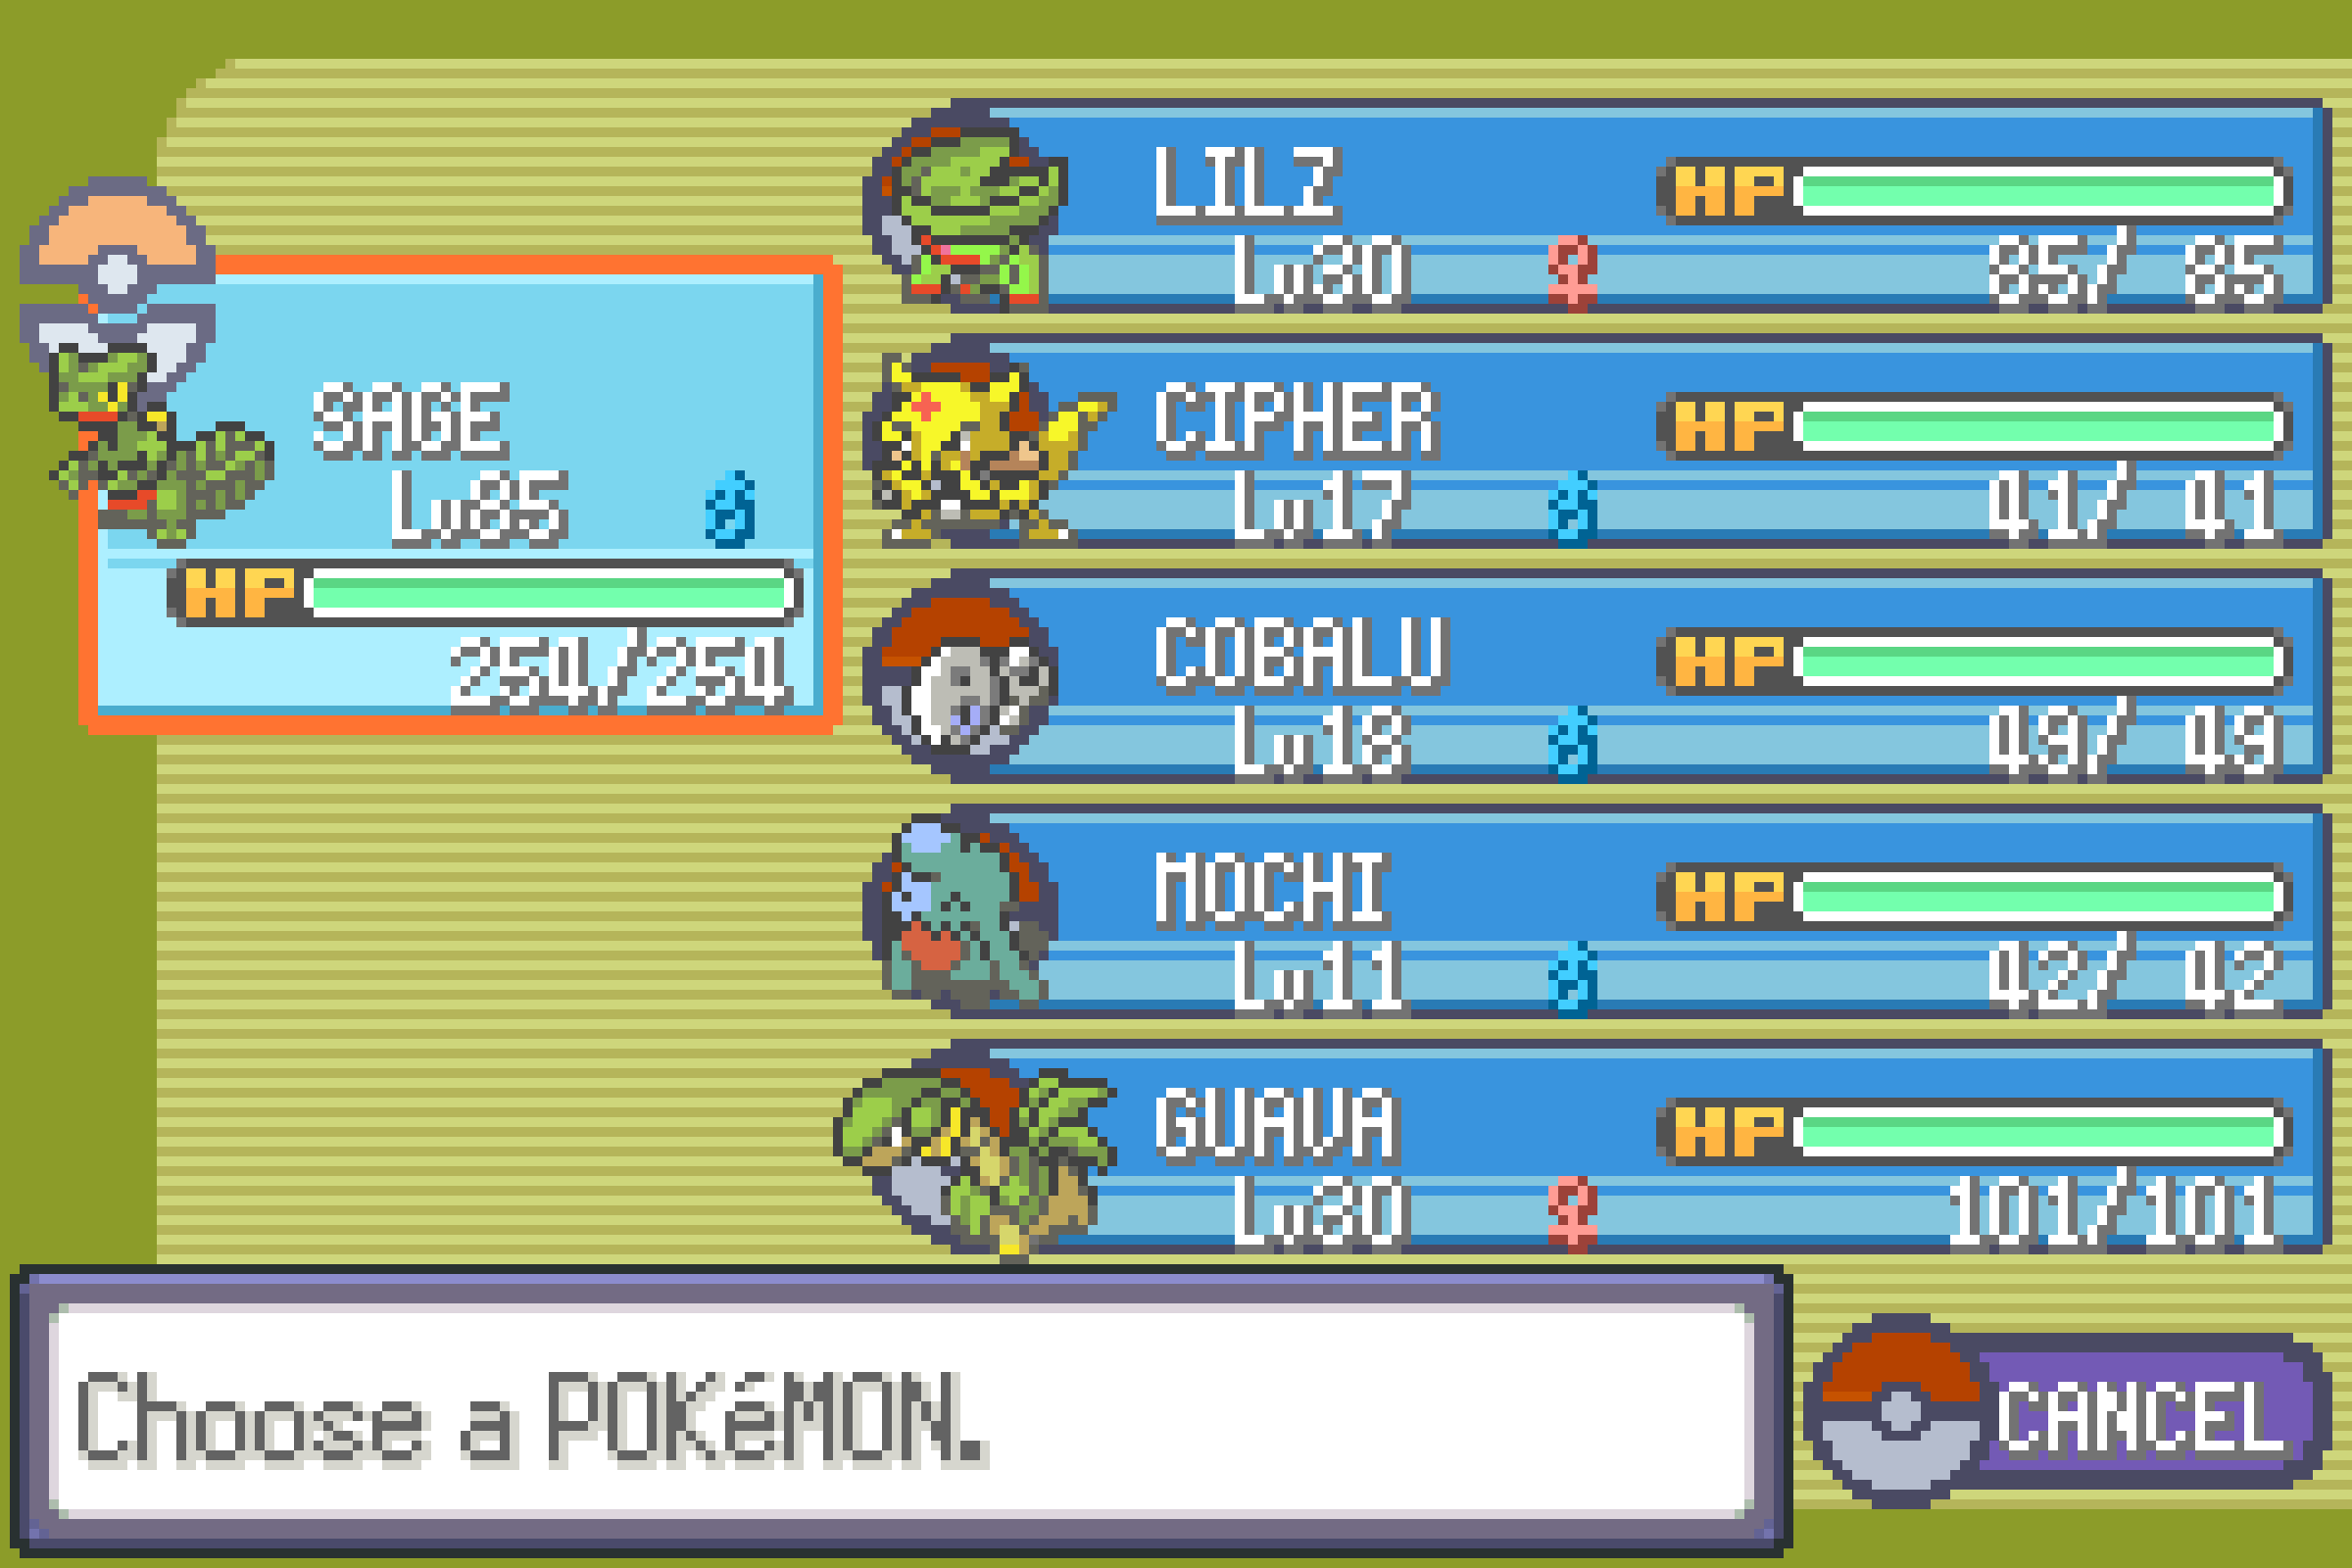 SAGE
Lv85 ♂
HP
254/254
LILZ
Lv30 ♀
HP
85/ 85
CIPHER
Lv17 ♂
HP
41/ 41
COBALU
Lv18 ♂
HP
49/ 49
MOCHI
Lv11 ♂
HP
42/ 42
GUAVA
Lv30 ♀
HP
101/101
Choose a POKéMON.
CANCEL